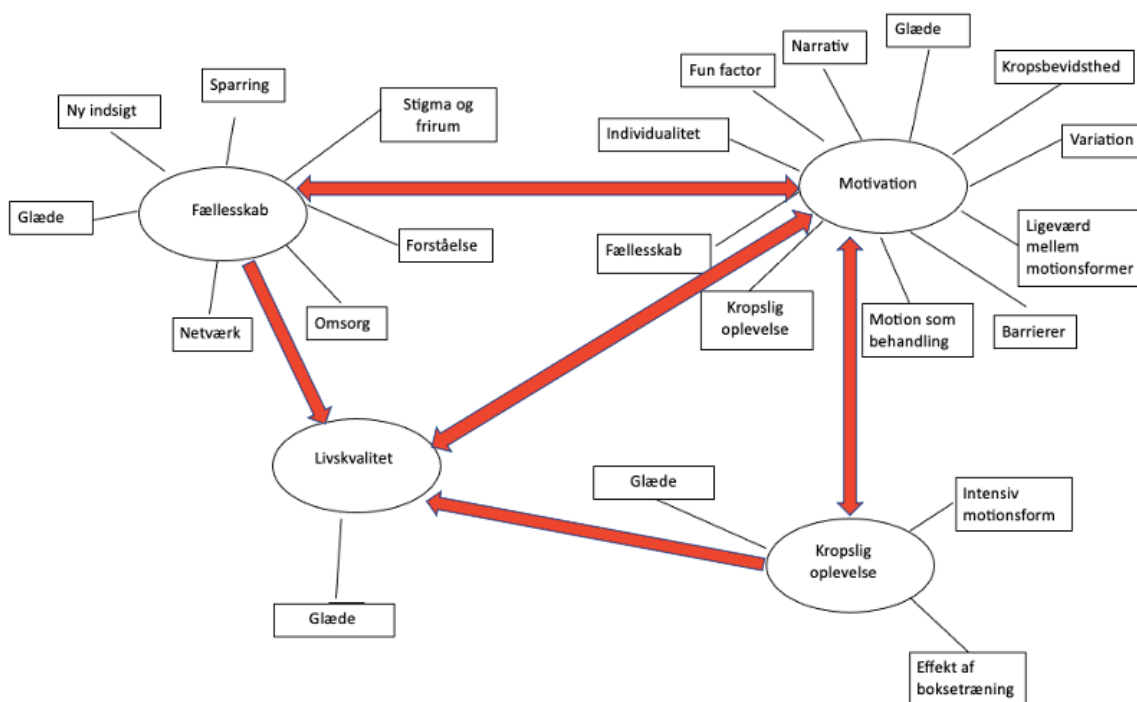 Glæde
Narrativ
Kropsbevidsthed
Fun factor
Sparring
Stigma og
frirum
Ny indsigt
Individualitet
Variation
Motivation
Fællesskab
Glæde
Forståelse
Fællesskab
Ligeværd
mellem
motionsformer
Kropslig
oplevelse
Motion som
behandling
Barrierer
Omsorg
Netværk
Livskvalitet
Glæde
Intensiv
motionsform
Kropslig
oplevelse
Glæde
Effekt af
boksetræning